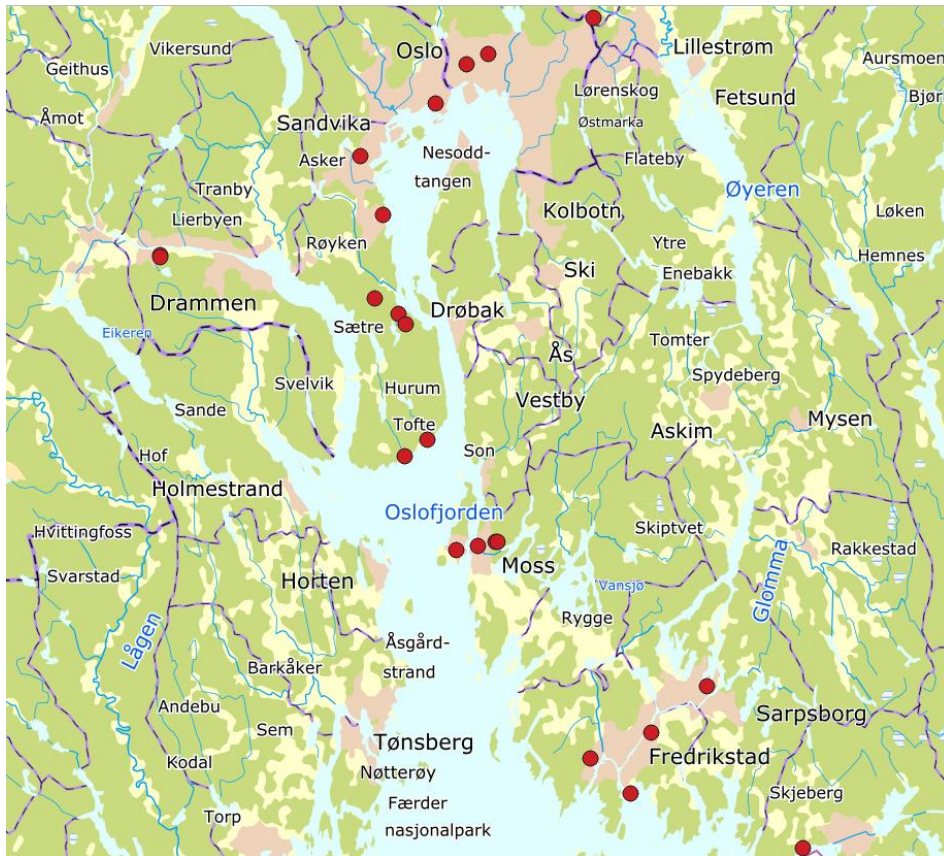 Vikersund
Oslo
Lillestrøm
Geithus
Aursmoen
Lørenskog
Fetsund
Bjør
Åmot
Sandvika
Østmarka
Asker
Nesodd-
tangen
Flateby
Tranby
Øyeren
Lierbyen
Kolbotn
Løken
Røyken
Ytre
Enebakk
Hemnes
Ski
Drammen
Drøbak
Eikeren
Sætre
Tomter
Ås
Spydeberg
Svelvik
Hurum
Vestby
Sande
Tofte
Mysen
Askim
Hof
Son
Holmestrand
Oslofjorden
Hvittingfoss
Skiptvet
Rakkestad
Svarstad
Horten
Moss
Vansjø
Glomma
Lågen
Rygge
Åsgård-
strand
Barkåker
Andebu
Sem
Sarpsborg
Tønsberg
Fredrikstad
Kodal
Nøtterøy
Skjeberg
Torp
Færder
nasjonalpark